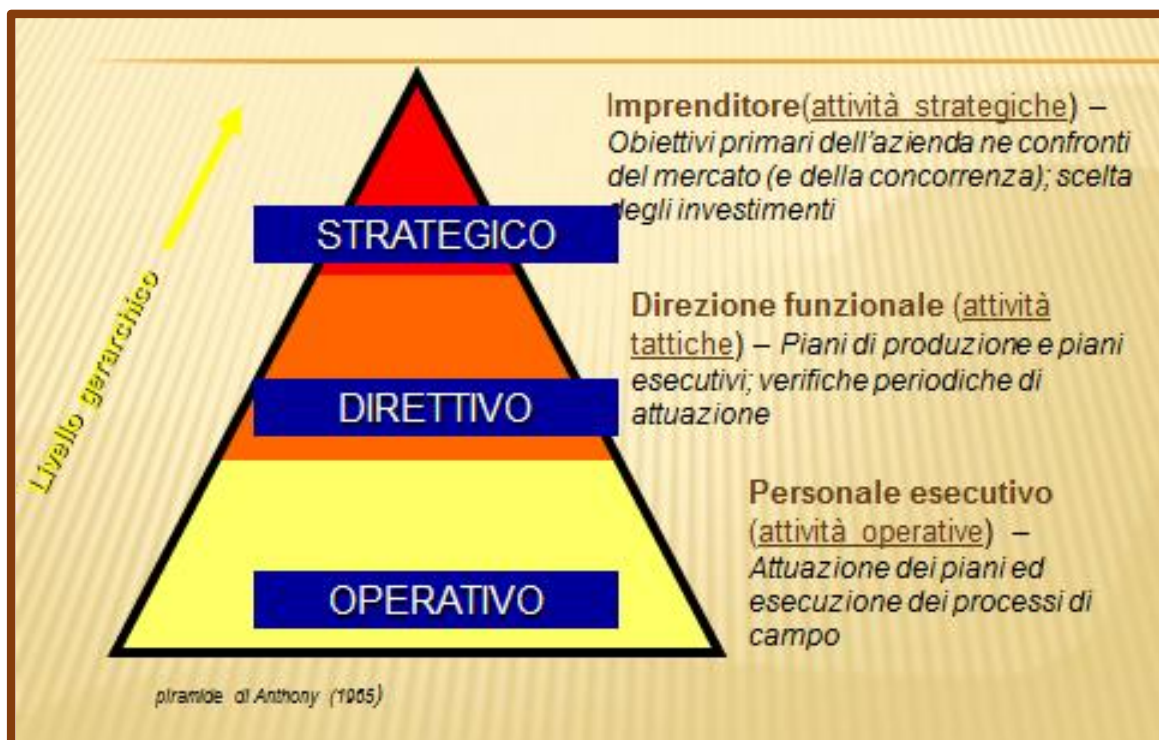 Imprenditore(attività strategiche) –
Obiettivi primari dell'azienda ne confronti
del mercato (e della concorrenza); scelta
degli investimenti
STRATEGICO
Direzione funzionale (attività
tattiche) – Piani di produzione e piani
esecutivi; verifiche periodiche di
attuazione
DIRETTIVO
Livello gerarchico
Personale esecutivo
(attività operative) –
Attuazione dei piani ed
esecuzione dei processi di
campo
OPERATIVO
piramide di Anthony (1965)